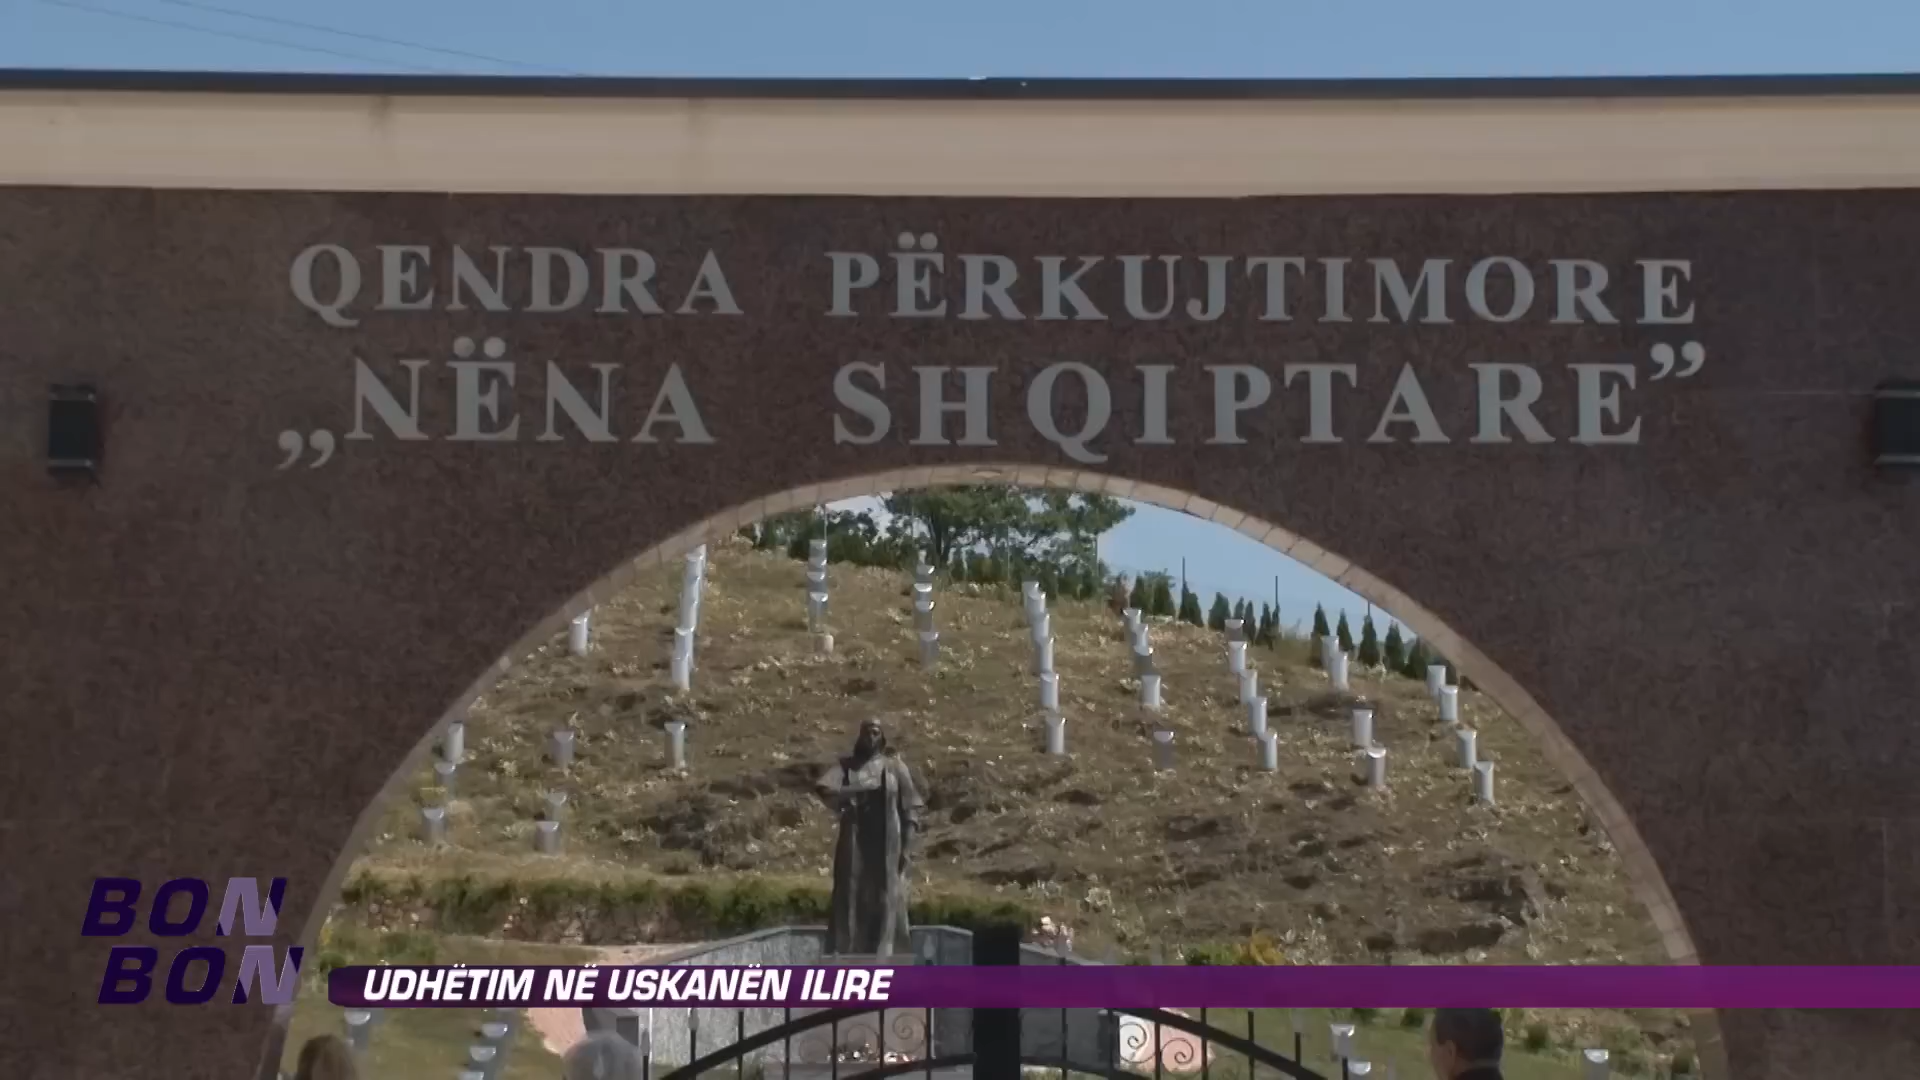 QENDRA PËRKUJTIMORE
„NËNA SHQIPTARE”
BON
BON
UDHËTIM NË USKANËN ILIRE